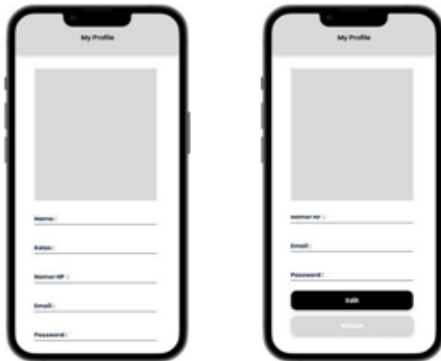 My Profile
Nama :
Kelas :
Nomor HP :
Email :
Password :
My Profile
Nomor HP :
Email :
Password :
Edit
Keluar